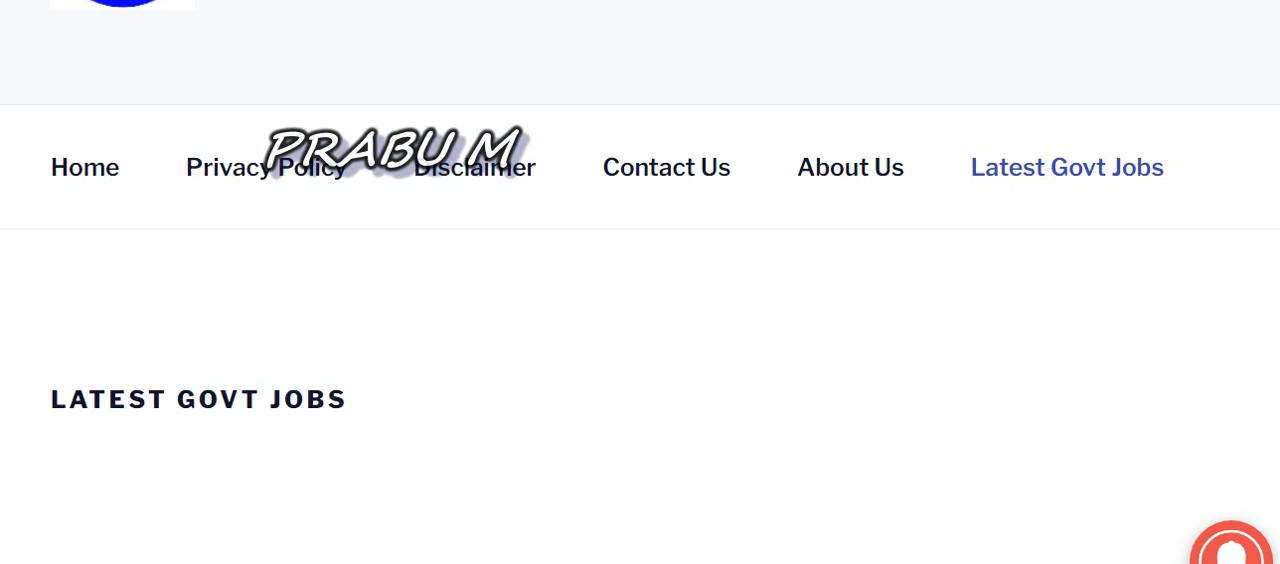 PRABU M
Home Privacy Policy Disclaimer Contact Us About Us Latest Govt Jobs
LATEST GOVT JOBS